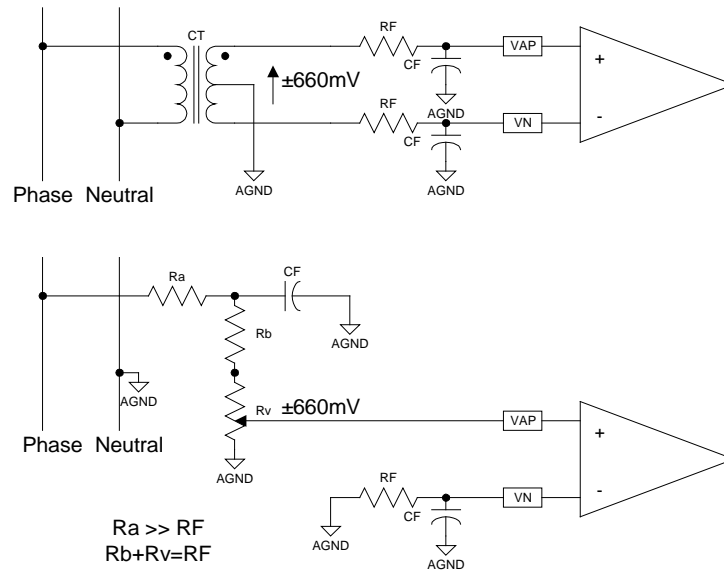 CT
RF
VAP
±660mV
CF
+
AGND
RF
CF
VN
-
AGND
AGND
Phase Neutral
Ra
CF
Rb
AGND
AGND
Rv ±660mV
VAP
Phase Neutral
+
AGND
RF
VN
-
CF
Ra >> RF
AGND
AGND
Rb+Rv=RF